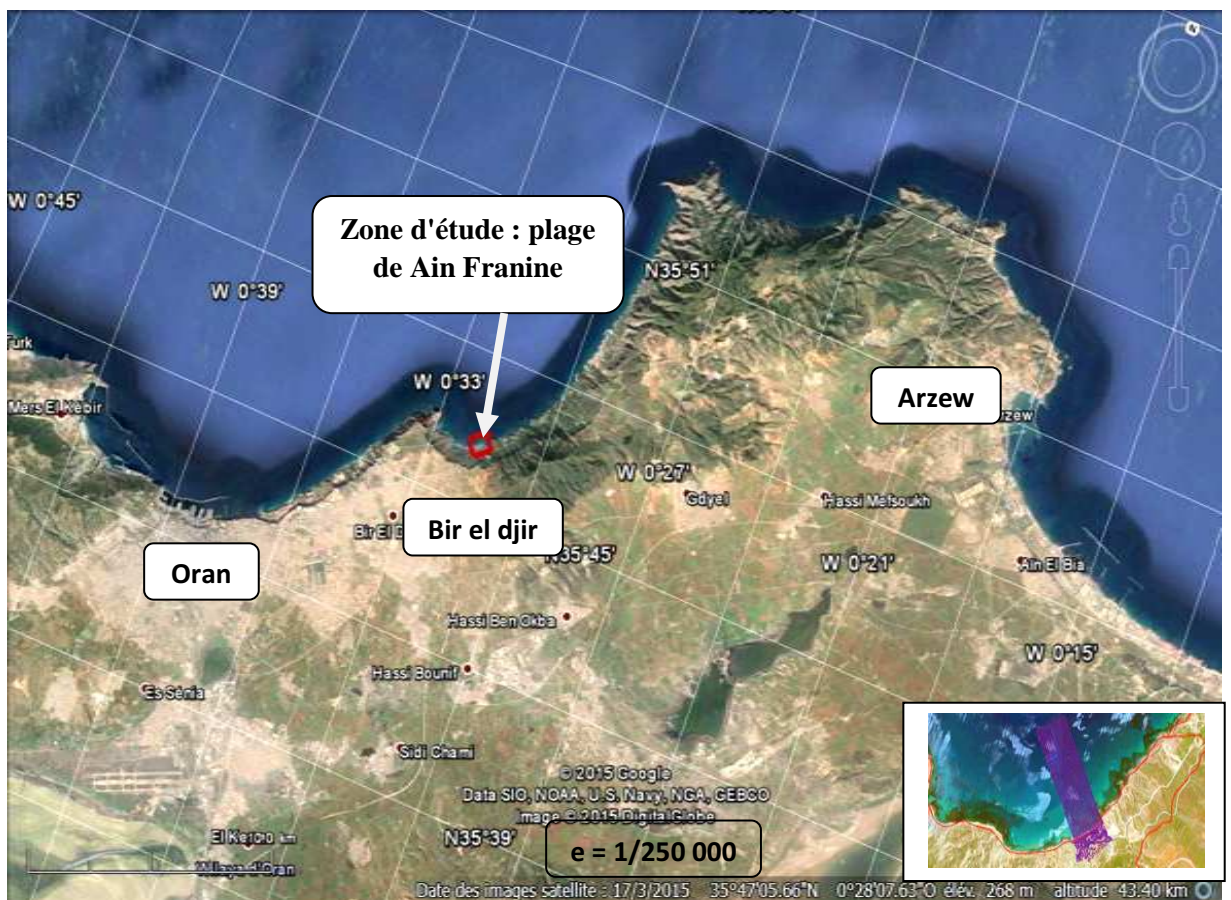 W 0°45'
Zone d'étude : plage
de Ain Franine
N35°51'
W 0°39'
Turk
W 0°33'
Mers El Kébir
Arzew
W 0°27'
Gdyel
Hassi Mefsoukh
Bir El D
Bir el djir
N35°45'
W 0°21'
Ain El Bia
Oran
Hassi Ben Okba
W 0°15'
Hassi Bounif
Es Sénia
Sidi Chami
© 2015 Google
Data SIO, NOAA, U.S. Navy, NGA, GEBCO
Image © 2015 DigitalGlobe
N35°39'
e = 1/250 000
Date des images satellite : 17/3/2015 35°47'05.66"N 0°28'07.63"O élév. 268 m altitude 43.40 km